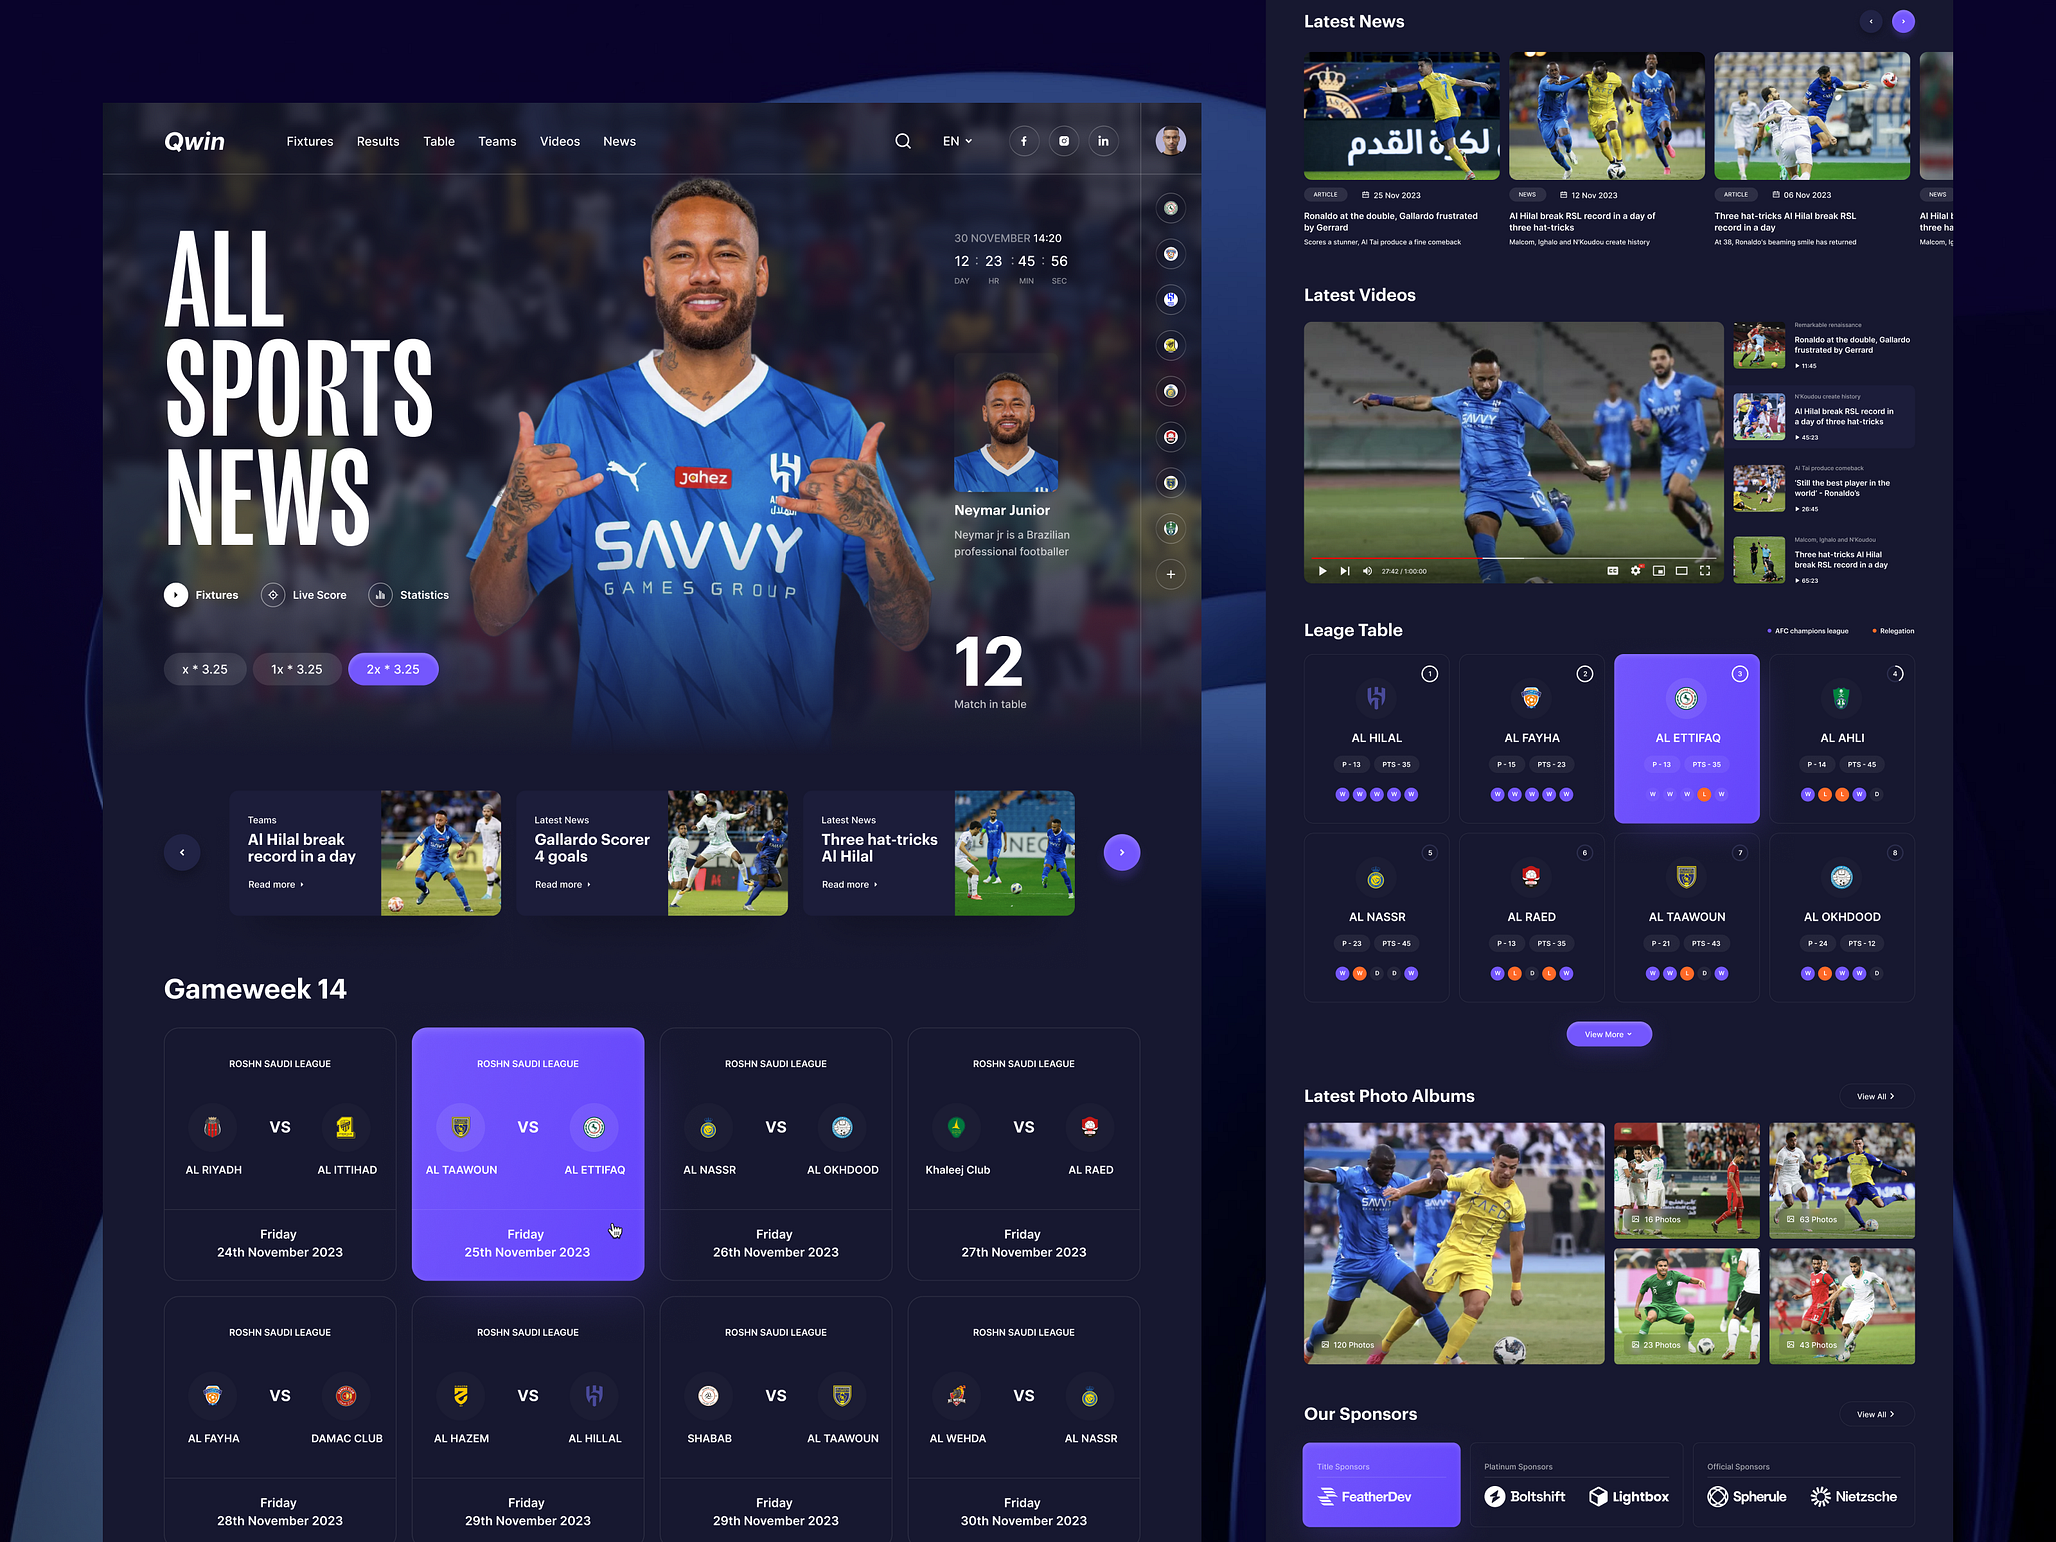 Qwin
Fixtures Results Table Teams Videos News
EN
ALL
SPORTS
NEWS
Fixtures Live Score Statistics
x * 3.25 1x * 3.25 2x * 3.25
30 NOVEMBER 14:20
12 : 23 : 45 : 56
DAY HR MIN SEC
jahez
SAVVY
GAMES GROUP
Neymar Junior
Neymar jr is a Brazilian
professional footballer
12
Match in table
Teams
Al Hilal break
record in a day
Read more
Latest News
Gallardo Scorer
4 goals
Read more
Latest News
Three hat-tricks
Al Hilal
Read more
Gameweek 14
ROSHN SAUDI LEAGUE
VS
AL RIYADH AL ITTIHAD
Friday
24th November 2023
ROSHN SAUDI LEAGUE
VS
AL TAAWOUN AL ETTIFAQ
Friday
25th November 2023
ROSHN SAUDI LEAGUE
VS
AL NASSR AL OKHDOOD
Friday
26th November 2023
ROSHN SAUDI LEAGUE
VS
Khaleej Club AL RAED
Friday
27th November 2023
ROSHN SAUDI LEAGUE
VS
AL FAYHA DAMAC CLUB
Friday
28th November 2023
ROSHN SAUDI LEAGUE
VS
AL HAZEM AL HILLAL
Friday
29th November 2023
ROSHN SAUDI LEAGUE
VS
SHABAB AL TAAWOUN
Friday
29th November 2023
ROSHN SAUDI LEAGUE
VS
AL WEHDA AL NASSR
Friday
30th November 2023
Latest News
لكرة القدم
ARTICLE 25 Nov 2023
Ronaldo at the double, Gallardo frustrated
by Gerrard
Scores a stunner, Al Tai produce a fine comeback
NEWS 12 Nov 2023
Al Hilal break RSL record in a day of
three hat-tricks
Malcom, Ighalo and N'Koudou create history
ARTICLE 06 Nov 2023
Three hat-tricks Al Hilal break RSL
record in a day
At 38, Ronaldo's beaming smile has returned
NEWS
Al Hilal
three ha
Malcom, Ig
Latest Videos
SAVVY
27:42 / 1:00:00
Remarkable renaissance
Ronaldo at the double, Gallardo
frustrated by Gerrard
11:45
N'Koudou create history
Al Hilal break RSL record in
a day of three hat-tricks
45:23
Al Tai produce comeback
'Still the best player in the
world' - Ronaldo's
26:45
Malcom, Ighalo and N'Koudou
Three hat-tricks Al Hilal
break RSL record in a day
65:23
Leage Table
AFC champions league Relegation
1
AL HILAL
P - 13 PTS - 35
W W W W W
2
AL FAYHA
P - 15 PTS - 23
W W W W W
3
AL ETTIFAQ
P - 13 PTS - 35
W W W L W
4
AL AHLI
P - 14 PTS - 45
W L L W D
5
AL NASSR
P - 23 PTS - 45
W W D D W
6
AL RAED
P - 13 PTS - 35
W L D L W
7
AL TAAWOUN
P - 21 PTS - 43
W W L D W
8
AL OKHDOOD
P - 24 PTS - 12
W L W W D
View More
Latest Photo Albums
View All
120 Photos
16 Photos
63 Photos
23 Photos
43 Photos
Our Sponsors
View All
Title Sponsors
FeatherDev
Platinum Sponsors
Boltshift Lightbox
Official Sponsors
Spherule Nietzsche